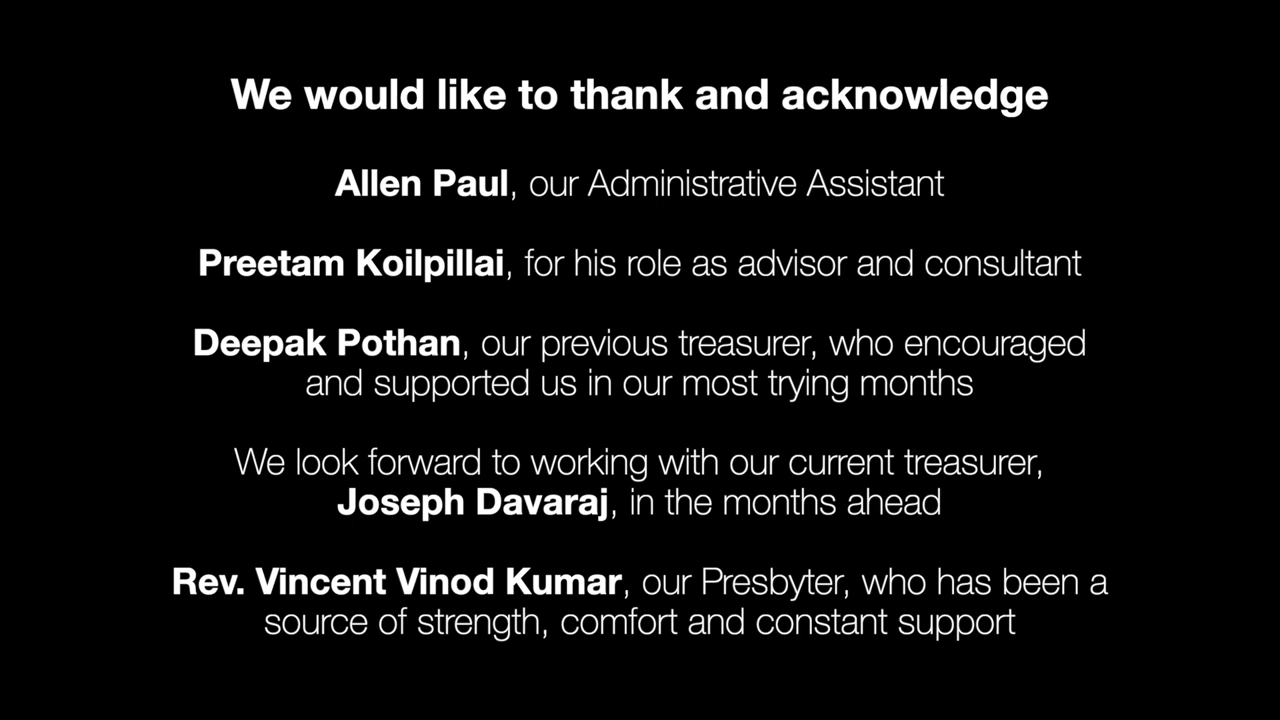 We would like to thank and acknowledge
Allen Paul, our Administrative Assistant
Preetam Koilpillai, for his role as advisor and consultant
Deepak Pothan, our previous treasurer, who encouraged
and supported us in our most trying months
We look forward to working with our current treasurer,
Joseph Davaraj, in the months ahead
Rev. Vincent Vinod Kumar, our Presbyter, who has been a
source of strength, comfort and constant support